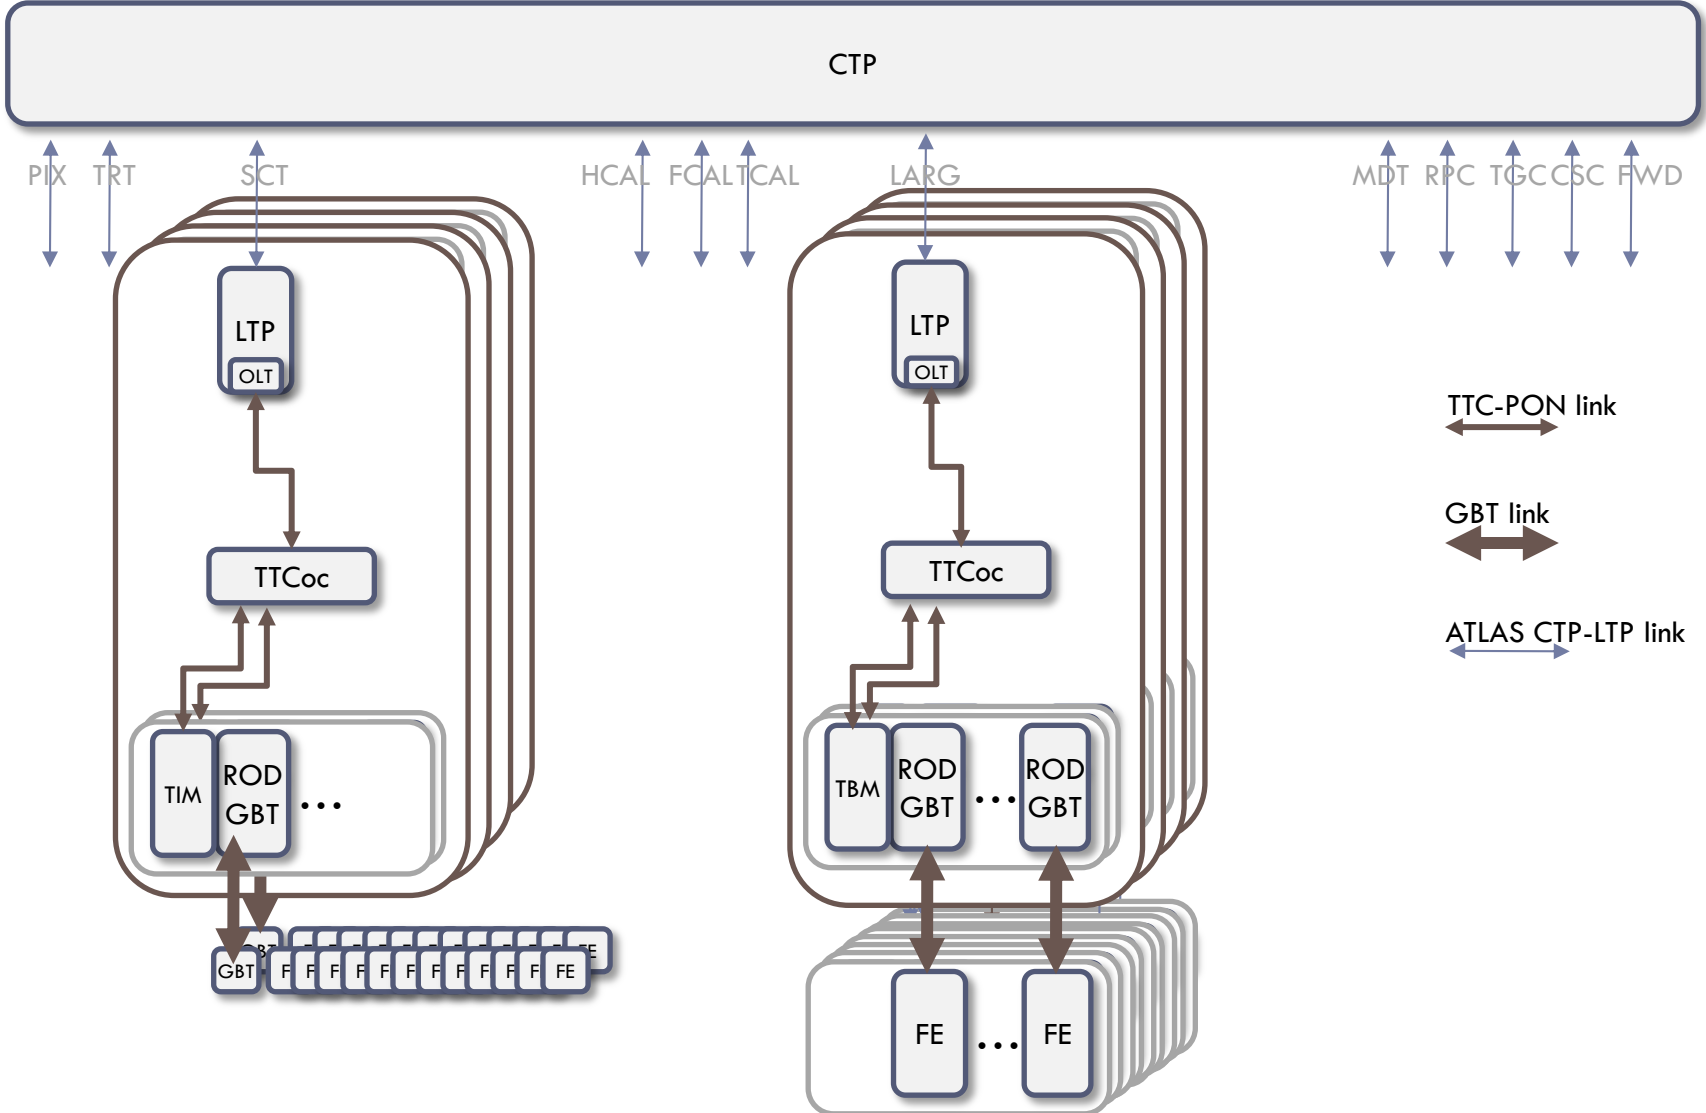 CTP
PIX TRT SCT HCAL FCAL TCAL LARG MDT RPC TGC CSC FWD
LTP
OLT
TTCoc
TIM
ROD
GBT
...
GBT
GBT F F F F F F F F F F F FE
FE
LTP
OLT
TTCoc
TBM
ROD
GBT
...
ROD
GBT
FE
...
FE
TTC-PON link
GBT link
ATLAS CTP-LTP link